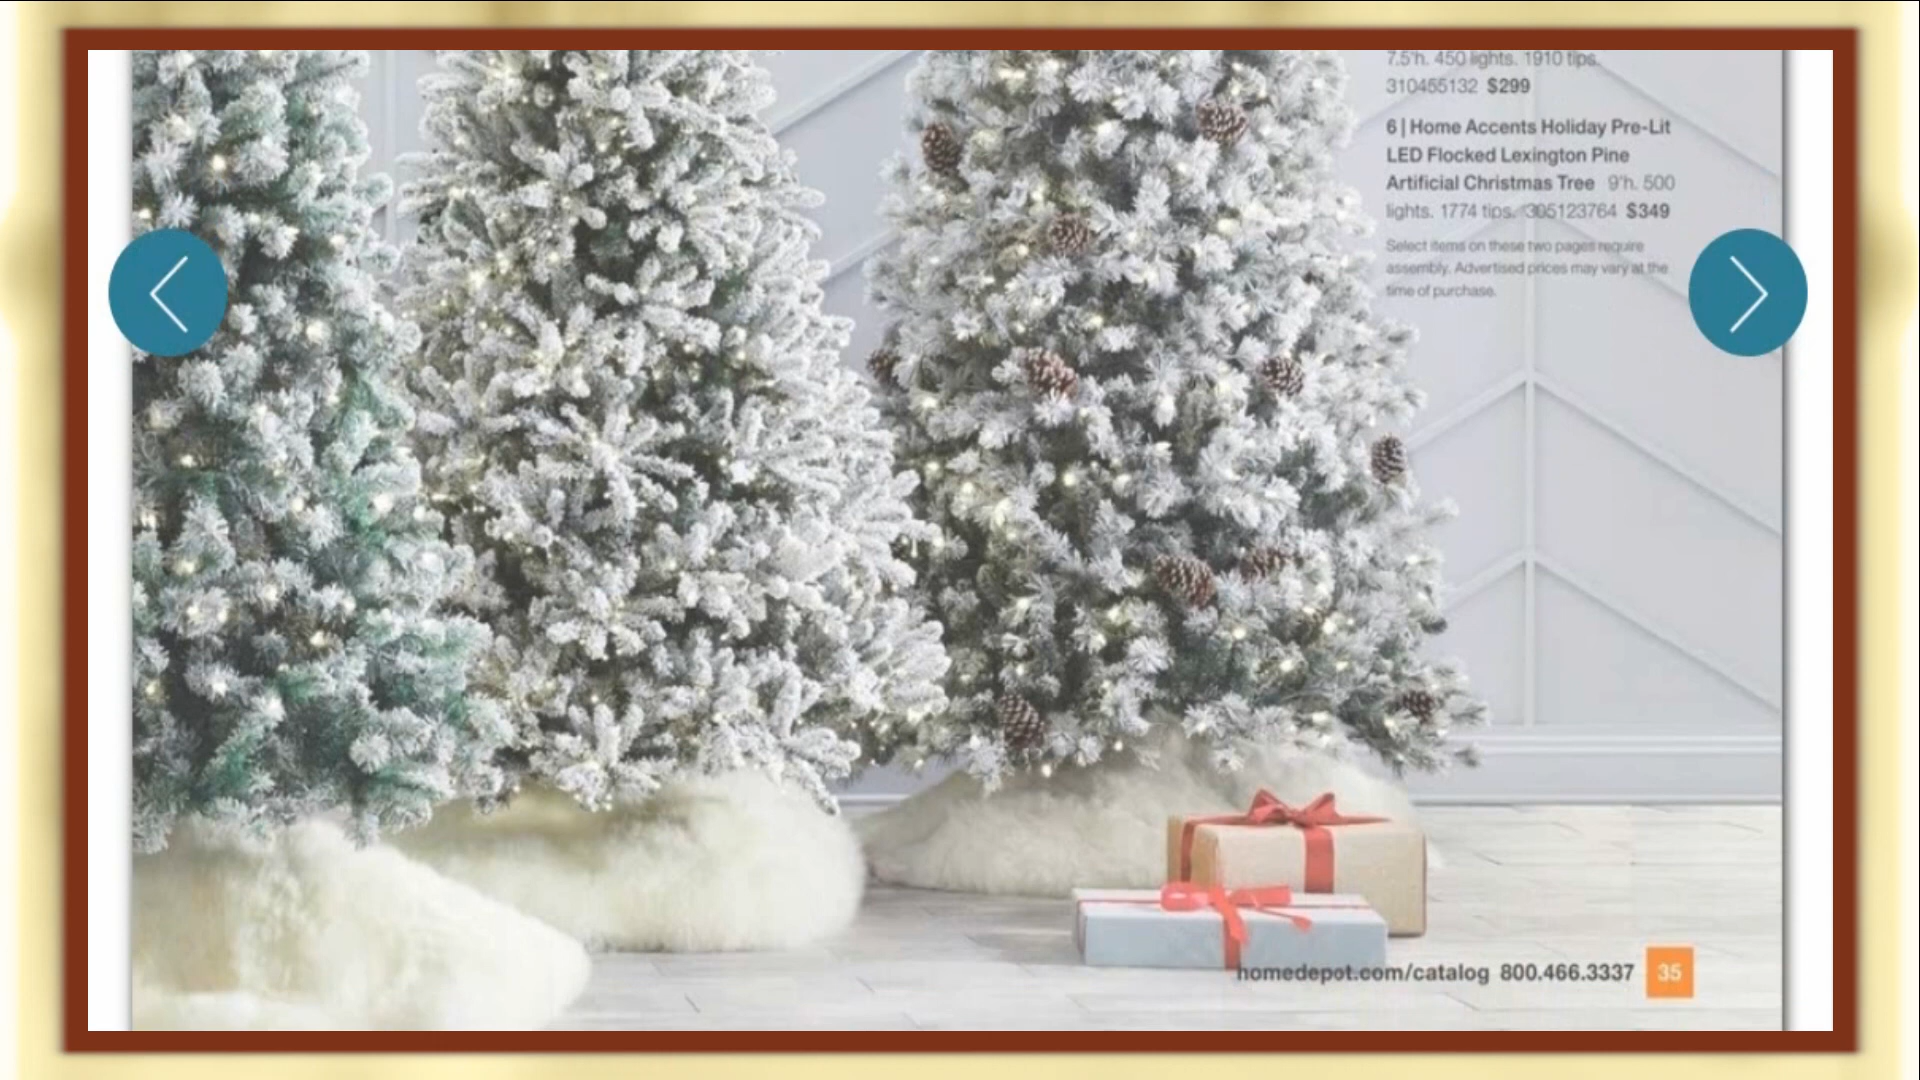 7.5'h. 450 lights. 1910 tips.
310455132 $299
6 | Home Accents Holiday Pre-Lit
LED Flocked Lexington Pine
Artificial Christmas Tree 9'h. 500
lights. 1774 tips. 305123764 $349
Select items on these two pages require
assembly. Advertised prices may vary at the
time of purchase.
homedepot.com/catalog 800.466.3337 35